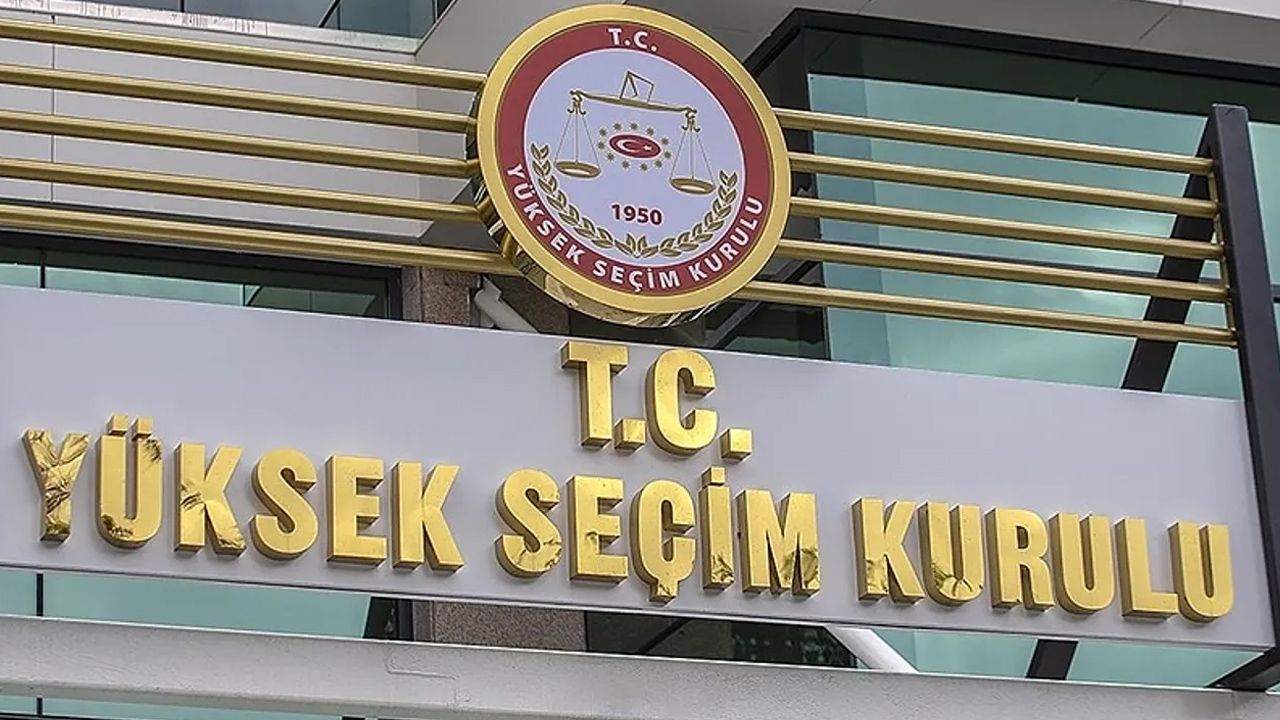 T.C.
1950
YÜKSEK SEÇİM KURULU
T.C.
YÜKSEK SEÇİM KURULU